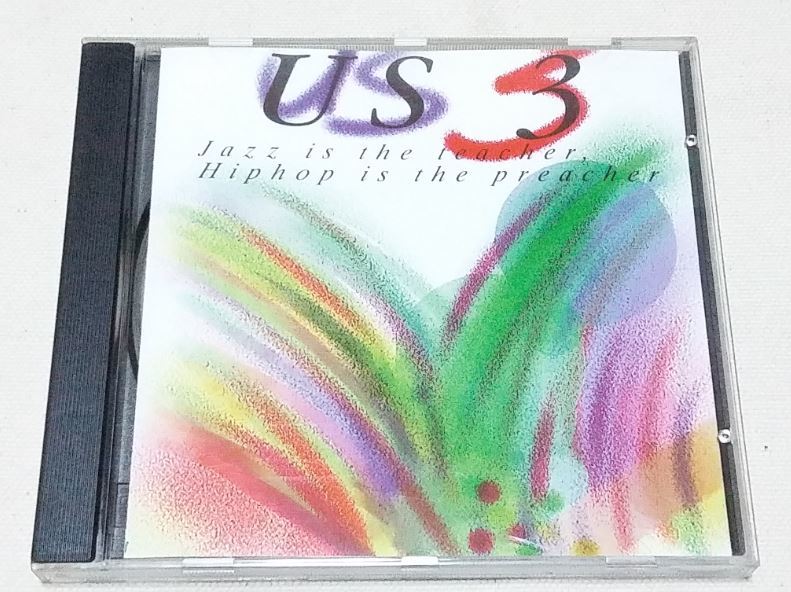 US 3
Jazz is the teacher,
Hiphop is the preacher